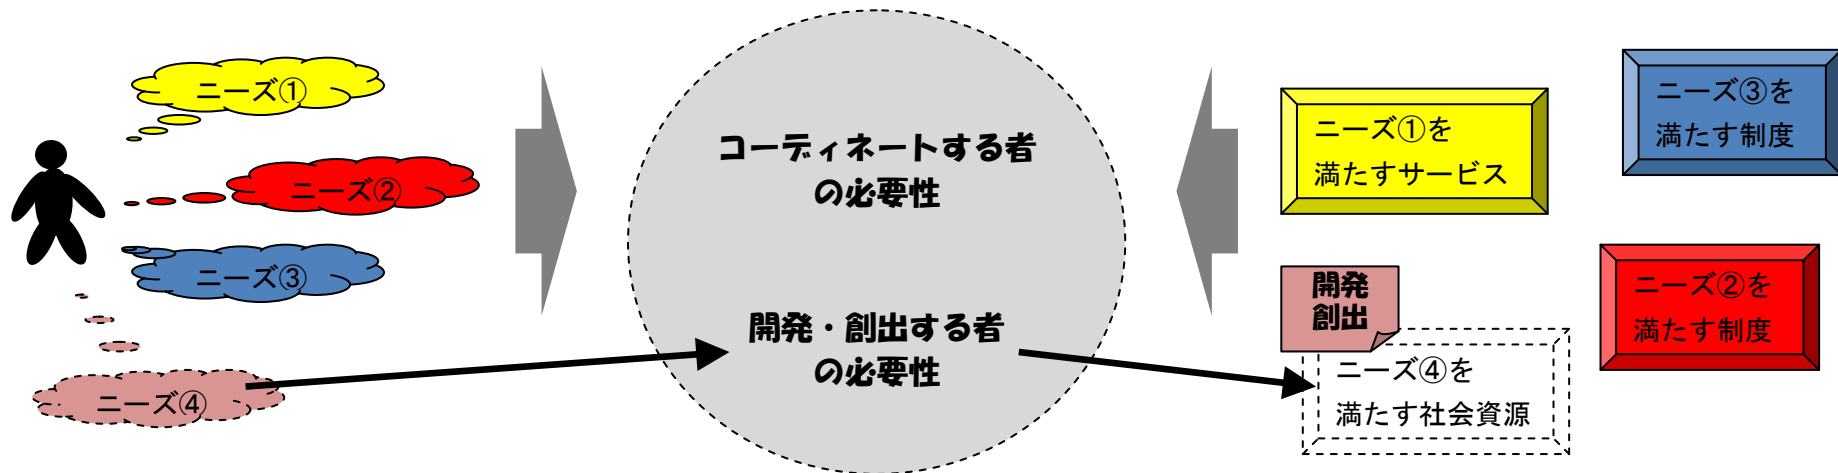 ニーズ①
ニーズ②
ニーズ③
ニーズ④
コーディネートする者
の必要性
開発・創出する者
の必要性
ニーズ①を
満たすサービス
ニーズ③を
満たす制度
開発
創出
ニーズ②を
満たす制度
ニーズ④を
満たす社会資源